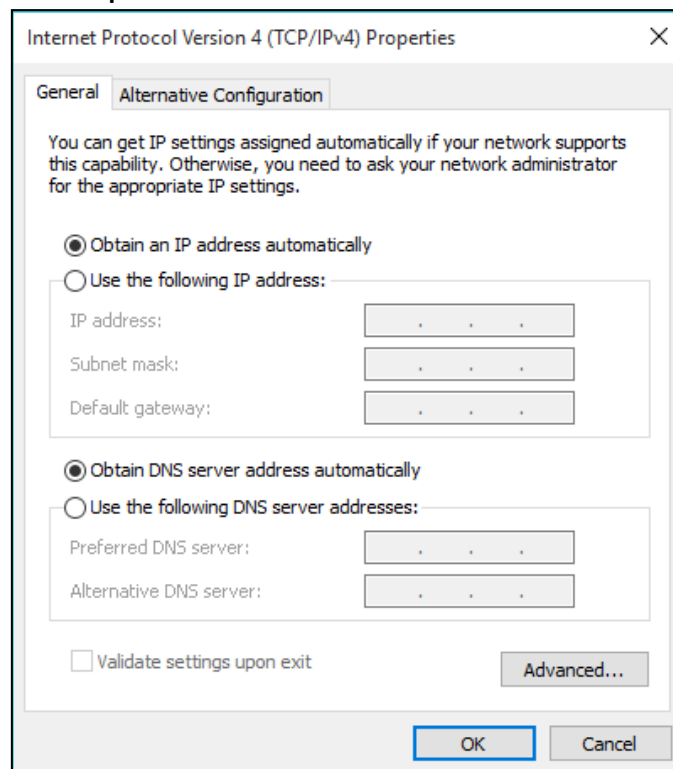 Internet Protocol Version 4 (TCP/IPv4) Properties
General
Alternative Configuration
You can get IP settings assigned automatically if your network supports
this capability. Otherwise, you need to ask your network administrator
for the appropriate IP settings.
Obtain an IP address automatically
Use the following IP address:
IP address:
Subnet mask:
Default gateway:
Obtain DNS server address automatically
Use the following DNS server addresses:
Preferred DNS server:
Alternative DNS server:
Validate settings upon exit
Advanced...
OK
Cancel